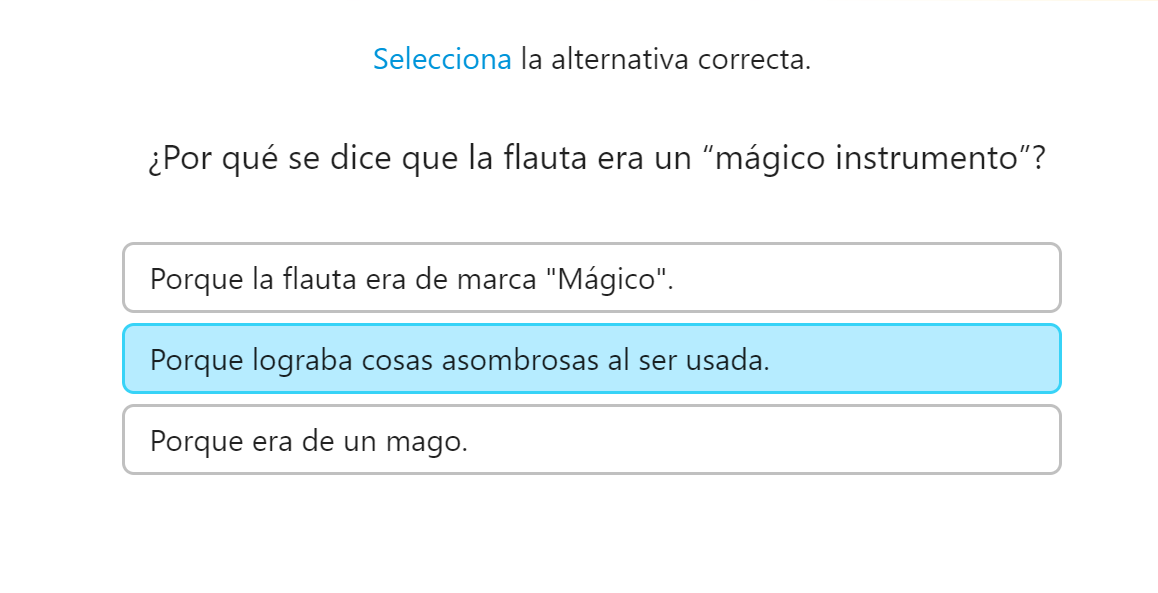 Selecciona la alternativa correcta.
¿Por qué se dice que la flauta era un “mágico instrumento”?
Porque la flauta era de marca "Mágico".
Porque lograba cosas asombrosas al ser usada.
Porque era de un mago.